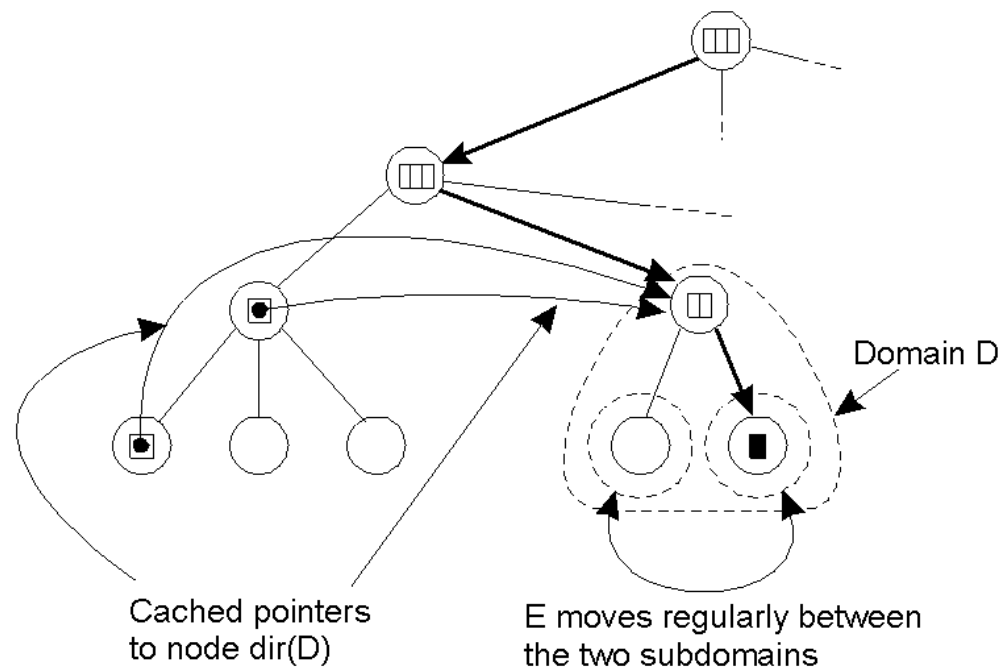 Domain D
Cached pointers
to node dir(D)
E moves regularly between
the two subdomains